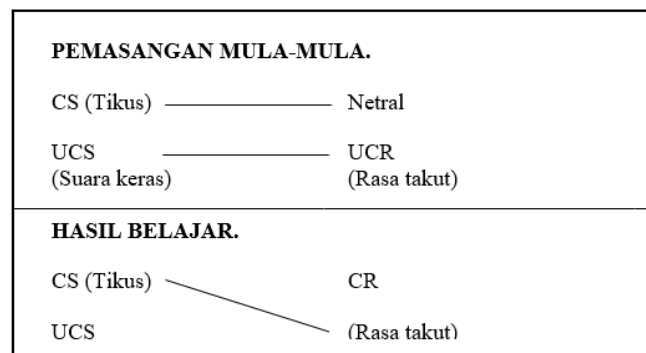 PEMASANGAN MULA-MULA.
CS (Tikus) Netral
UCS UCR
(Suara keras) (Rasa takut)
HASIL BELAJAR.
CS (Tikus) CR
UCS (Rasa takut)